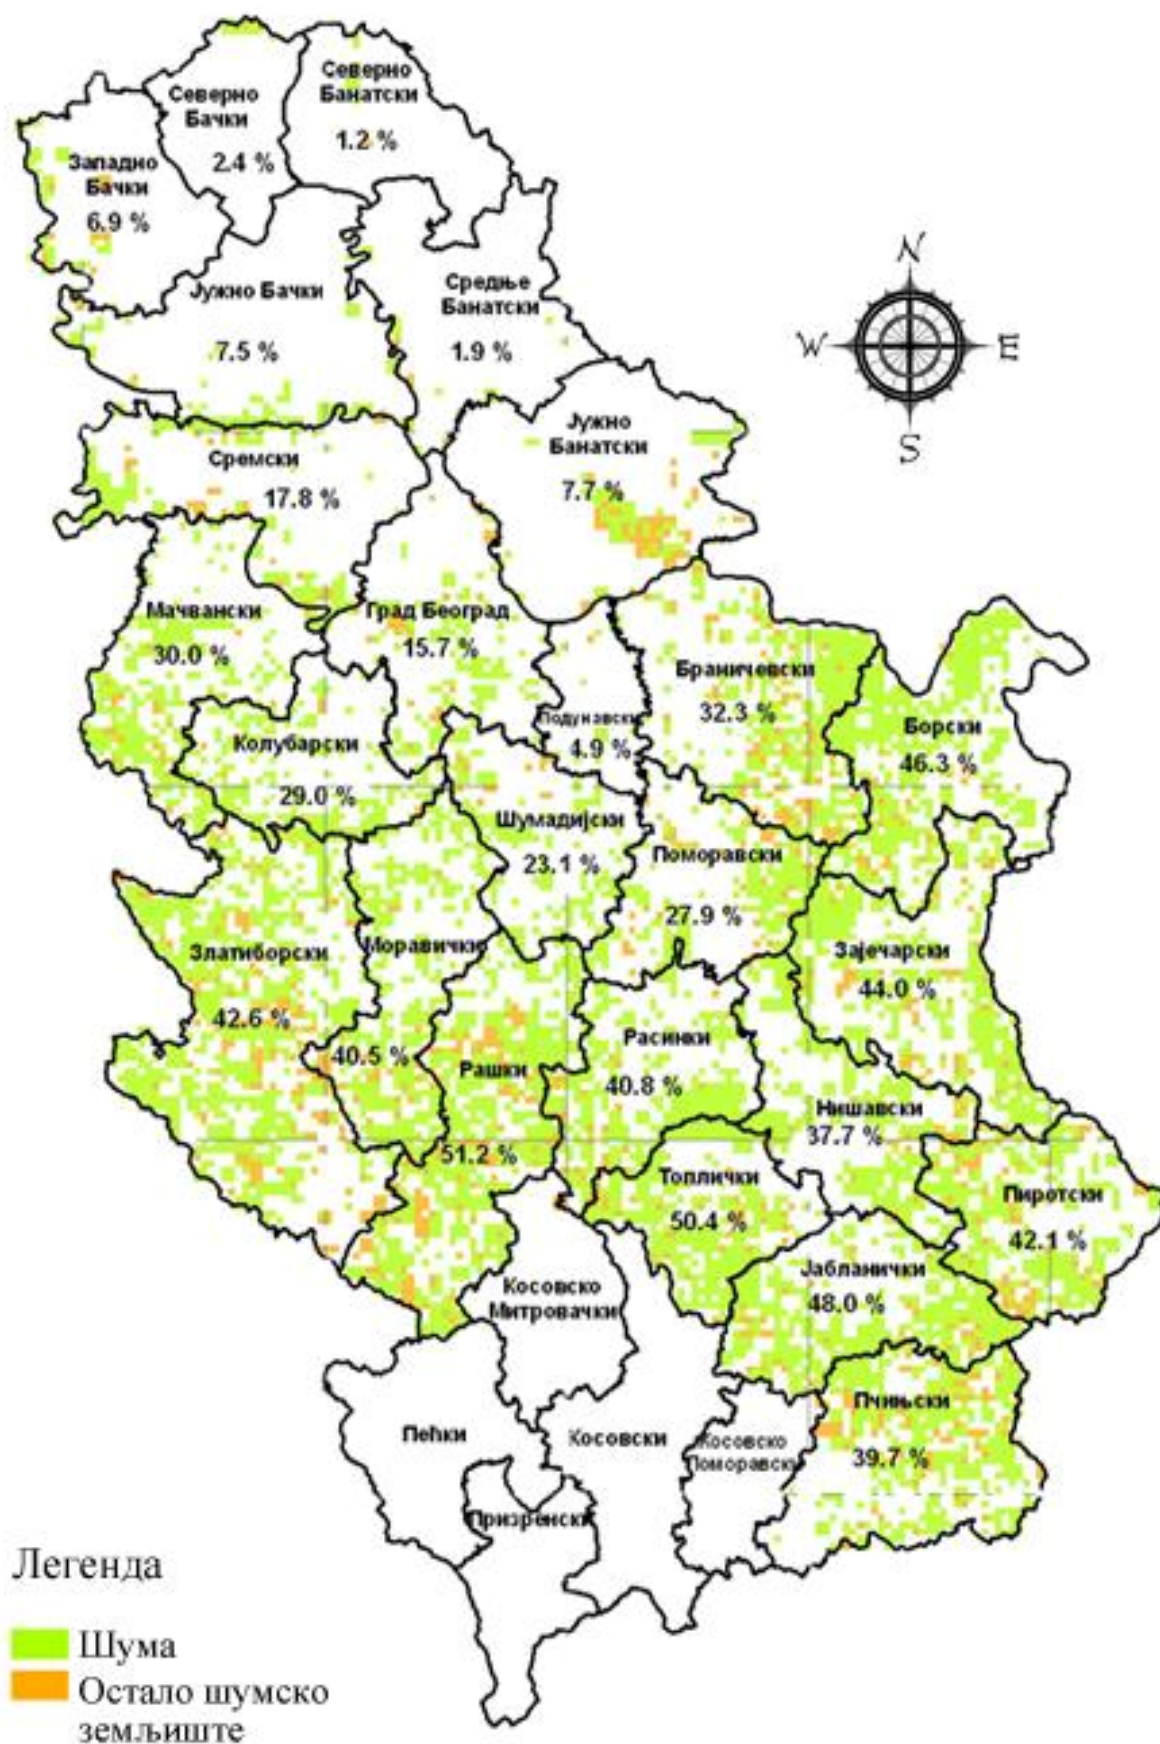 Северно
Банатски
1.2 %
Северно
Бачки
2.4 %
Западно
Бачки
6.9 %
Јужно Бачки
7.5 %
Средње
Банатски
1.9 %
N
W
E
S
Јужно
Банатски
7.7 %
Сремски
17.8 %
Мачвански
30.0 %
Град Београд
15.7 %
Браничевски
32.3 %
Подунавски
4.9 %
Борски
46.3 %
Колубарски
29.0 %
Шумадијски
23.1 %
Поморавски
27.9 %
Златиборски
42.6 %
Моравички
40.5 %
Зајечарски
44.0 %
Рашки
51.2 %
Расинки
40.8 %
Нишавски
37.7 %
Топлички
50.4 %
Пиротски
42.1 %
Јабланички
48.0 %
Косовско
Митровачки
Пчињски
39.7 %
Пећки
Косовски
Косовско
Поморавски
Призренски
Легенда
Шума
Остало шумско
земљиште